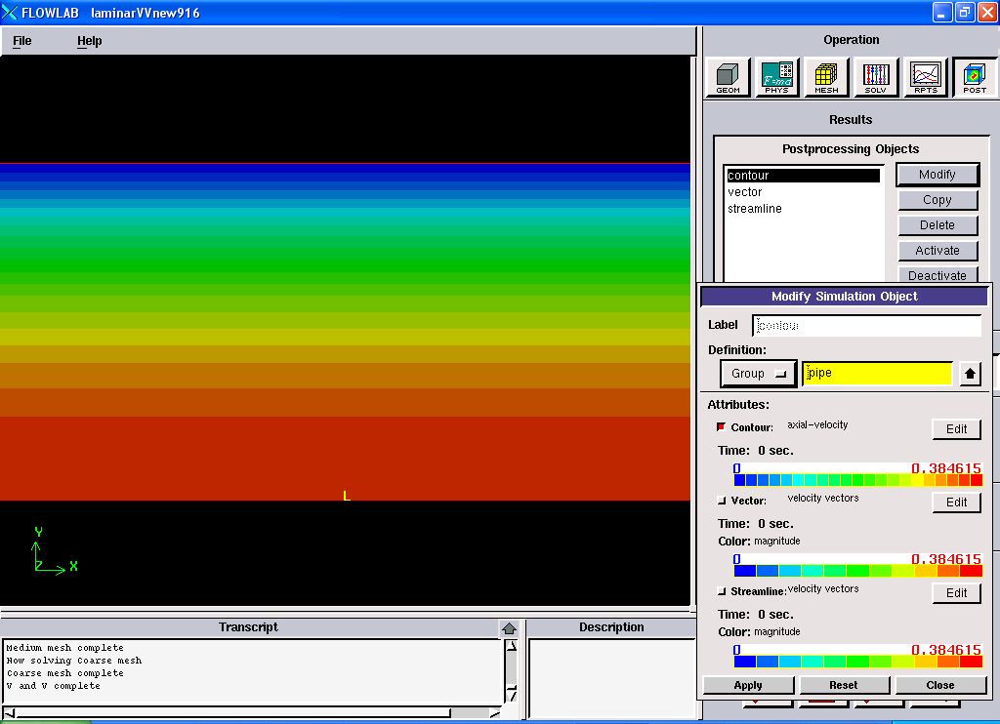 FLOWLAB laminarVVnew916
File Help
Operation
GEOM PHYS MESH SOLV RPTS POST
F=ma
Results
Postprocessing Objects
contour
vector
streamline
Modify
Copy
Delete
Activate
Deactivate
Modify Simulation Object
Label contour
Definition:
Group pipe
Attributes:
Contour: axial-velocity Edit
Time: 0 sec.
0 0.384615
Vector: velocity vectors Edit
Time: 0 sec.
Color: magnitude
0 0.384615
Streamline: velocity vectors Edit
Time: 0 sec.
Color: magnitude
0 0.384615
Apply Reset Close
L
Y
Z X
Transcript
Medium mesh complete
Now solving Coarse mesh
Coarse mesh complete
V and V complete
Description